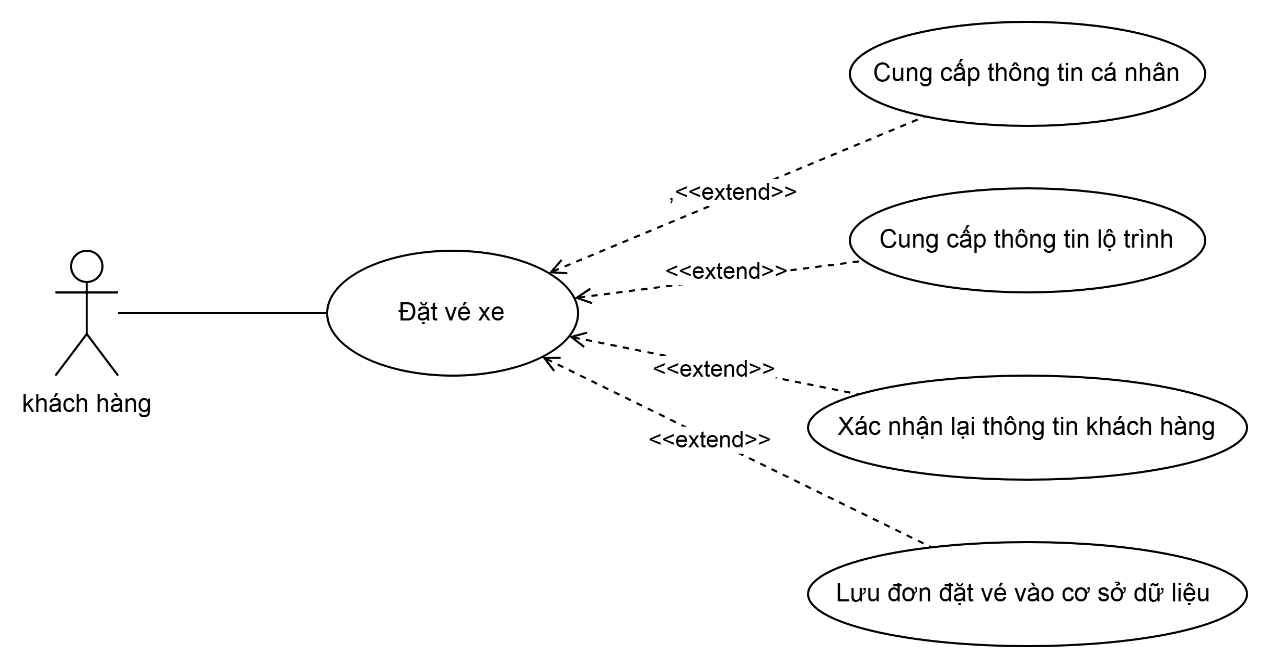 Cung cấp thông tin cá nhân
,<<extend>>
Cung cấp thông tin lộ trình
<<extend>>
Đặt vé xe
<<extend>>
khách hàng
Xác nhận lại thông tin khách hàng
<<extend>>
Lưu đơn đặt vé vào cơ sở dữ liệu